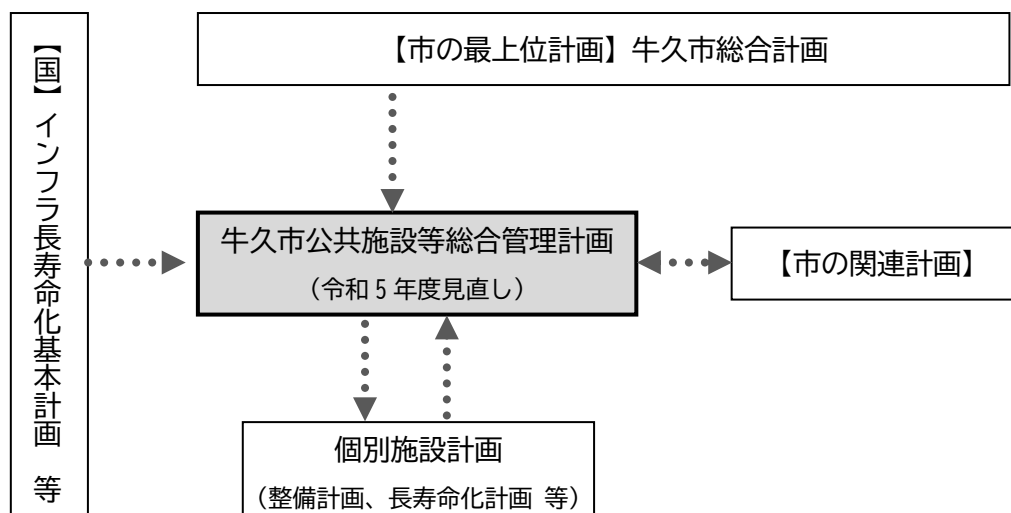 【国】インフラ長寿命化基本計画 等
【市の最上位計画】牛久市総合計画
牛久市公共施設等総合管理計画
（令和５年度見直し）
【市の関連計画】
個別施設計画
（整備計画、長寿命化計画 等）